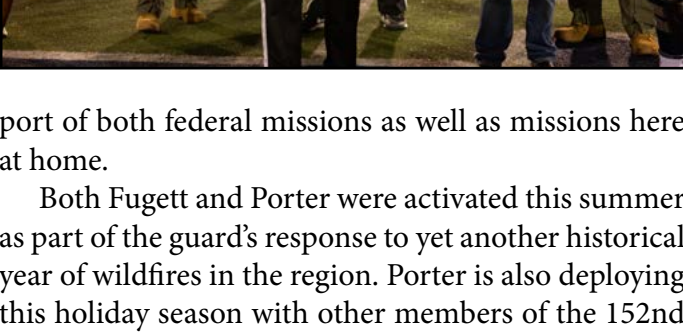 port of both federal missions as well as missions here
at home.
Both Fugett and Porter were activated this summer
as part of the guard’s response to yet another historical
year of wildfires in the region. Porter is also deploying
this holiday season with other members of the 152nd